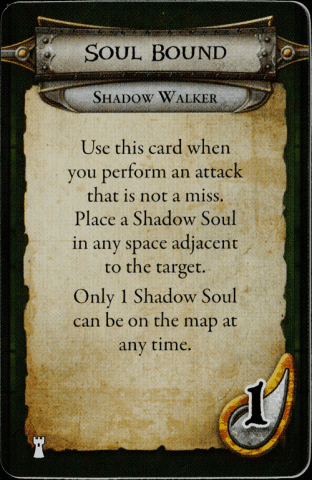 SOUL BOUND
SHADOW WALKER
Use this card when
you perform an attack
that is not a miss.
Place a Shadow Soul
in any space adjacent
to the target.
Only 1 Shadow Soul
can be on the map at
any time.
1